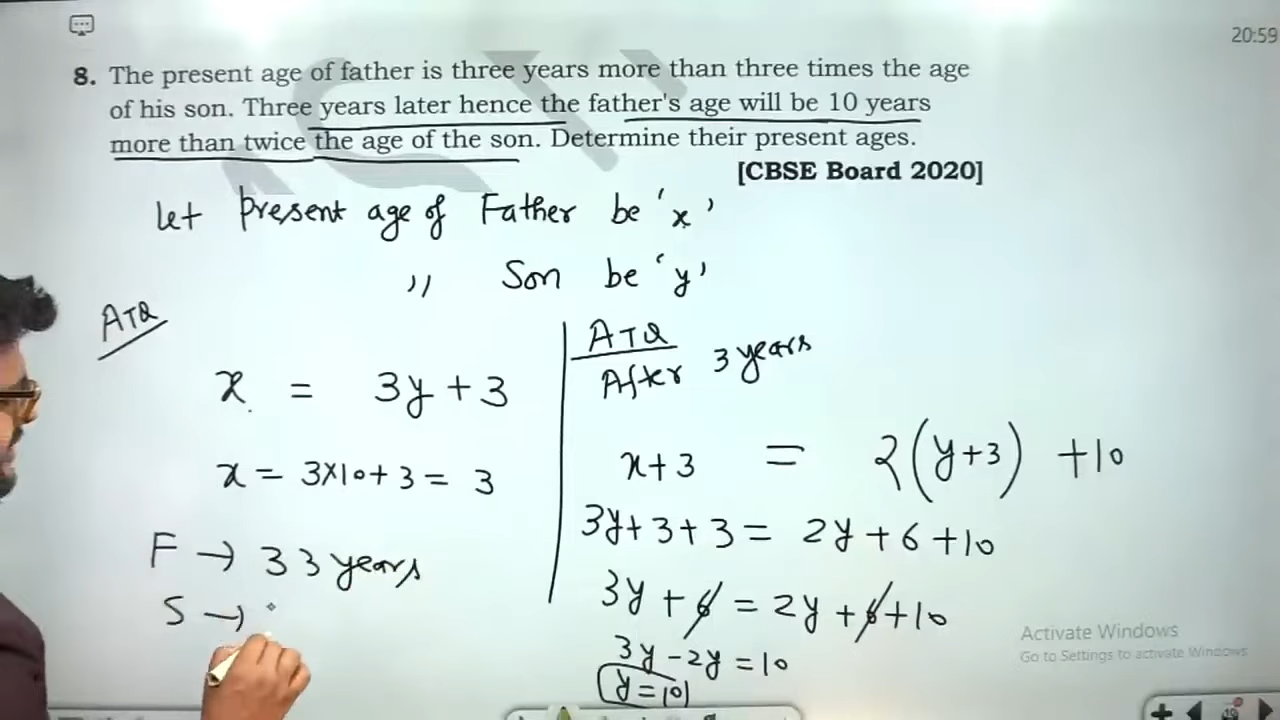 20:59
8. The present age of father is three years more than three times the age
of his son. Three years later hence the father's age will be 10 years
more than twice the age of the son. Determine their present ages.
[CBSE Board 2020]
Let present age of Father be 'x'
,, Son be 'y'
ATQ
x = 3y + 3
x = 3×10 + 3 = 3
F → 33 years
S →
ATQ
After 3 years
x+3 = 2(y+3) +10
3y+3+3 = 2y+6+10
3y + 6 = 2y + 6 + 10
3y - 2y = 10
y = 10
Activate Windows
Go to Settings to activate Windows